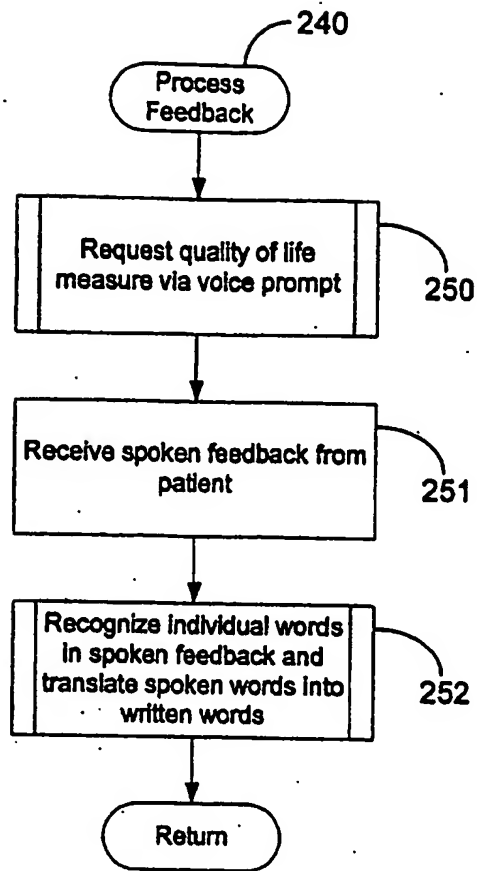 240
Process
Feedback
Request quality of life
measure via voice prompt
250
Receive spoken feedback from
patient
251
Recognize individual words
in spoken feedback and
translate spoken words into
written words
252
Return